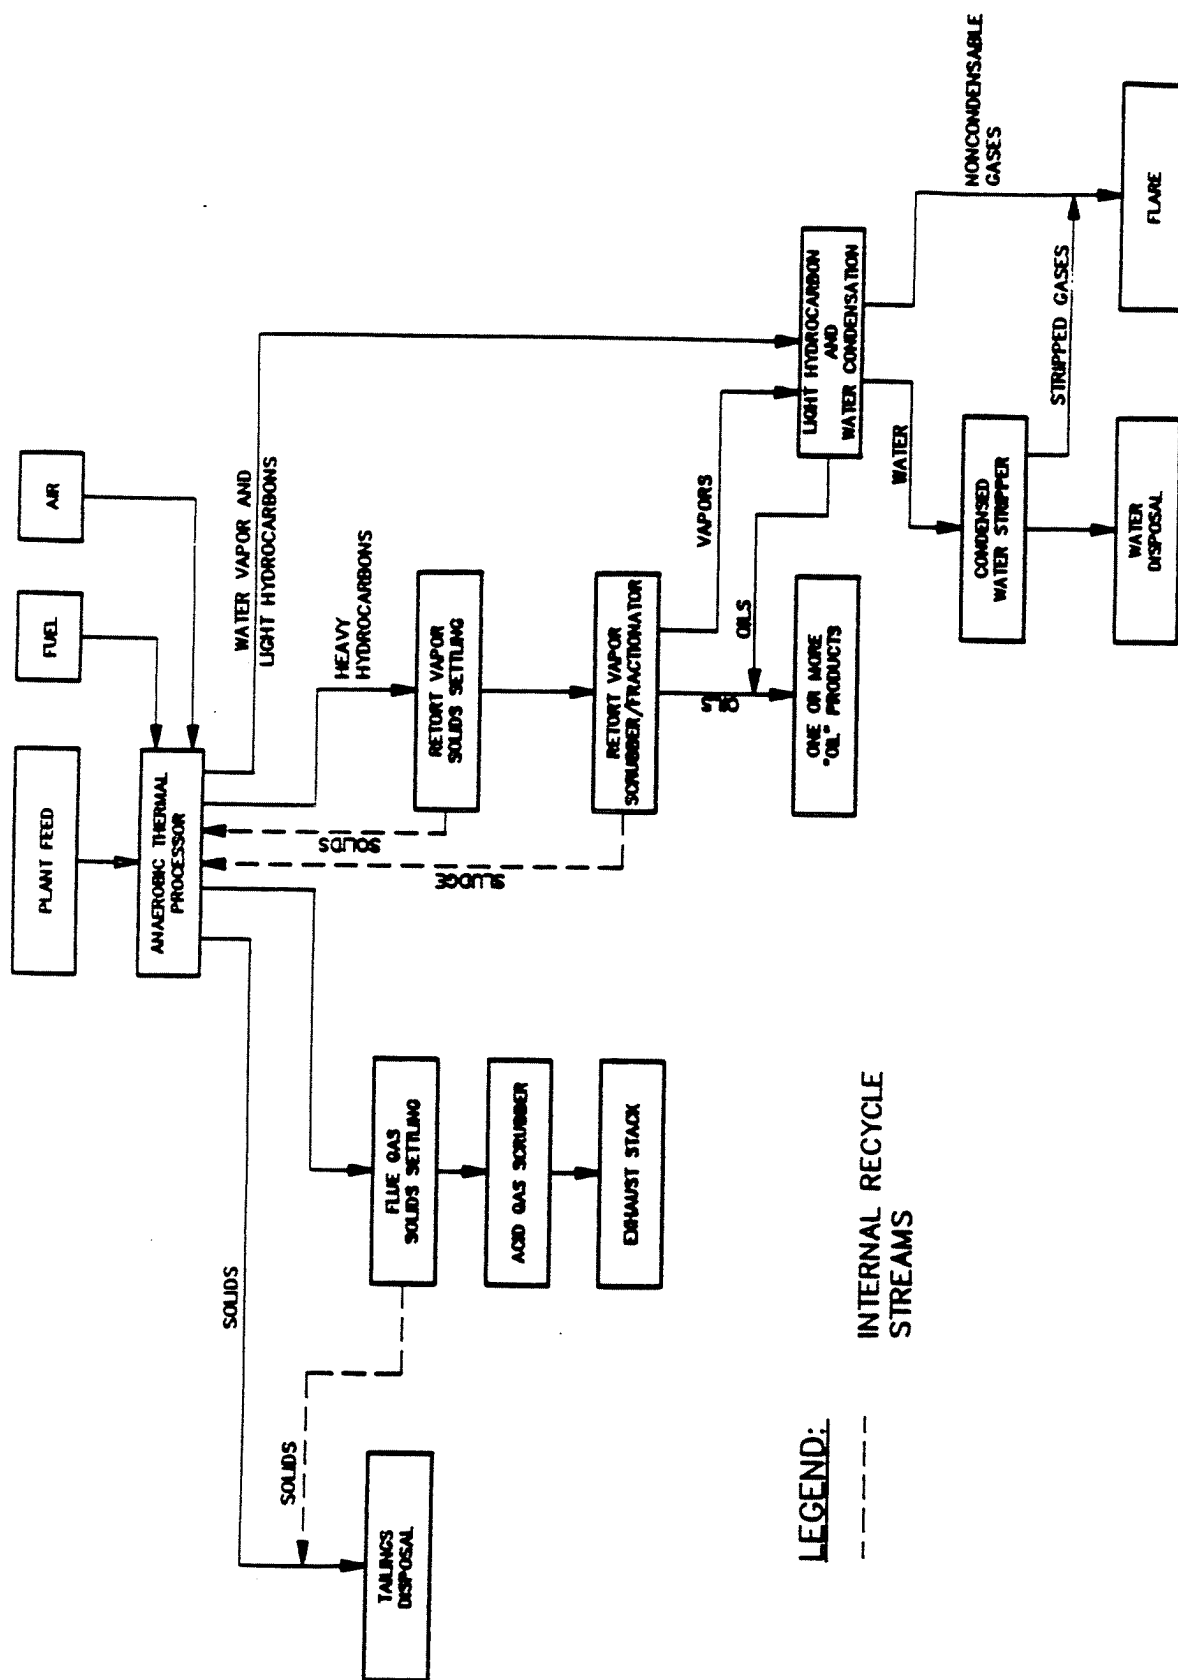 PLANT FEED
FUEL
AIR
ANAEROBIC THERMAL
PROCESSOR
SOLIDS
WATER VAPOR AND
LIGHT HYDROCARBONS
HEAVY
HYDROCARBONS
SOLIDS
SLUDGE
SOLIDS
TAILINGS
DISPOSAL
FLUE GAS
SOLIDS SETTLING
ACID GAS SCRUBBER
EXHAUST STACK
RETORT VAPOR
SOLIDS SETTLING
RETORT VAPOR
SCRUBBER/FRACTIONATOR
VAPORS
OILS
OILS
ONE OR MORE
"OIL" PRODUCTS
LIGHT HYDROCARBON
AND
WATER CONDENSATION
WATER
NONCONDENSABLE
GASES
CONDENSED
WATER STRIPPER
STRIPPED GASES
WATER
DISPOSAL
FLARE
LEGEND:
INTERNAL RECYCLE
STREAMS